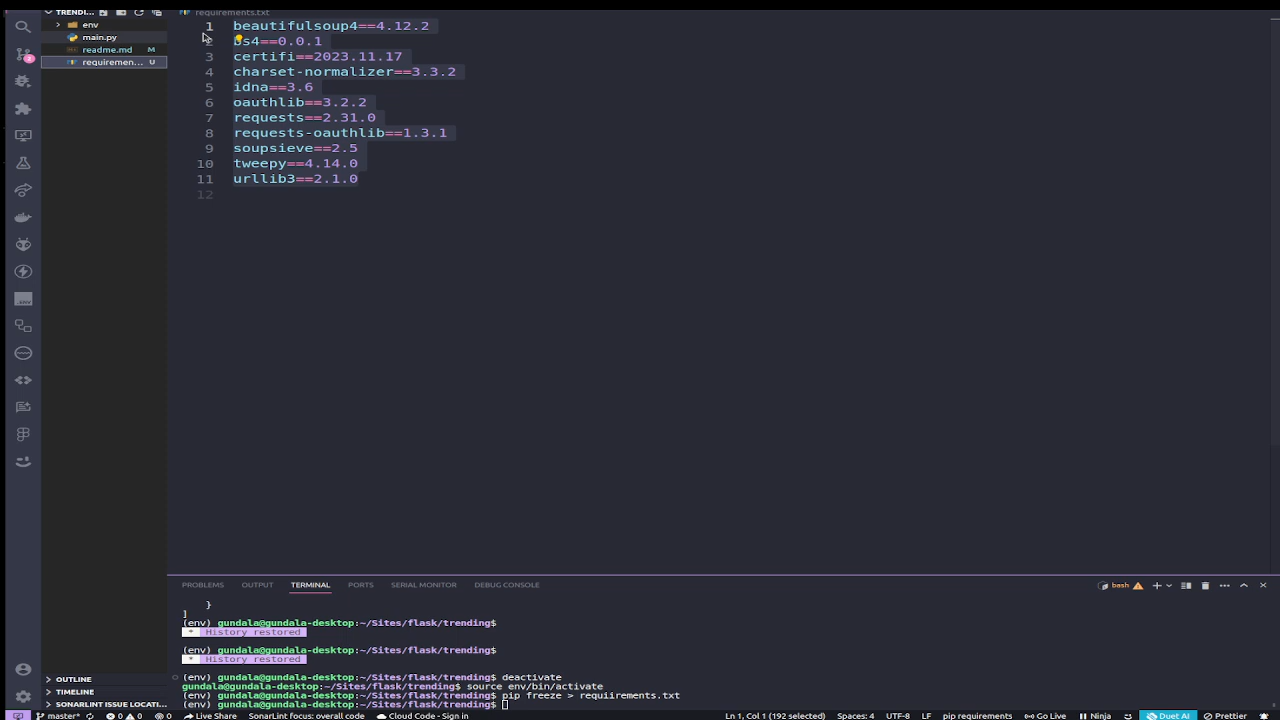 TRENDI...
requirements.txt
env
main.py
readme.md M
requiremen... U
1 beautifulsoup4==4.12.2
2 bs4==0.0.1
3 certifi==2023.11.17
4 charset-normalizer==3.3.2
5 idna==3.6
6 oauthlib==3.2.2
7 requests==2.31.0
8 requests-oauthlib==1.3.1
9 soupsieve==2.5
10 tweepy==4.14.0
11 urllib3==2.1.0
12
2
.ENV
PROBLEMS OUTPUT TERMINAL PORTS SERIAL MONITOR DEBUG CONSOLE
bash
}
]
(env) gundala@gundala-desktop:~/Sites/flask/trending$
* History restored
(env) gundala@gundala-desktop:~/Sites/flask/trending$
* History restored
(env) gundala@gundala-desktop:~/Sites/flask/trending$ deactivate
gundala@gundala-desktop:~/Sites/flask/trending$ source env/bin/activate
(env) gundala@gundala-desktop:~/Sites/flask/trending$ pip freeze > requiirements.txt
(env) gundala@gundala-desktop:~/Sites/flask/trending$
OUTLINE
TIMELINE
SONARLINT ISSUE LOCATI...
master* 0 0 0 Live Share SonarLint focus: overall code Cloud Code - Sign in Ln 1, Col 1 (192 selected) Spaces: 4 UTF-8 LF pip requirements Go Live Ninja Duet AI Prettier